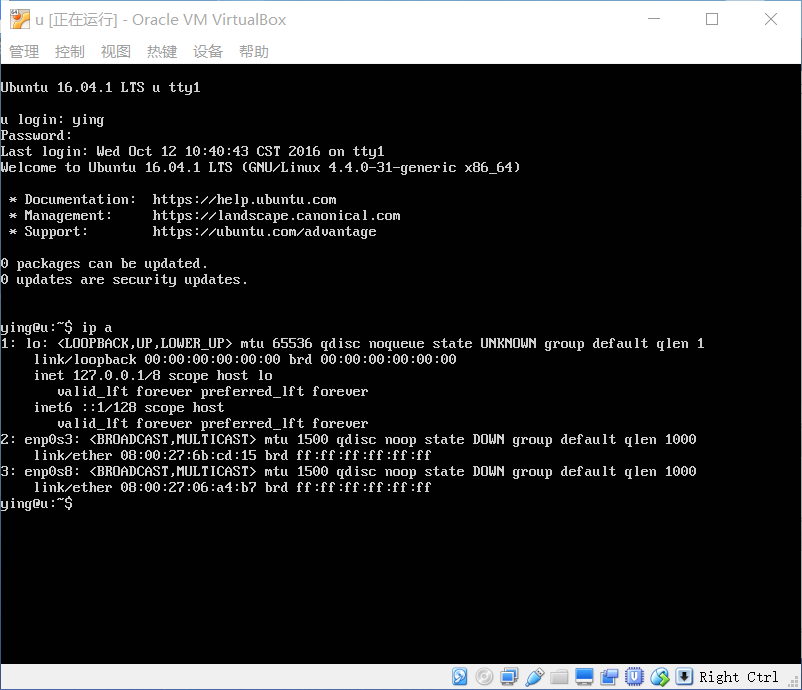 u [正在运行] - Oracle VM VirtualBox
管理 控制 视图 热键 设备 帮助
Ubuntu 16.04.1 LTS u tty1
u login: ying
Password:
Last login: Wed Oct 12 10:40:43 CST 2016 on tty1
Welcome to Ubuntu 16.04.1 LTS (GNU/Linux 4.4.0-31-generic x86_64)
* Documentation:  https://help.ubuntu.com
* Management:     https://landscape.canonical.com
* Support:        https://ubuntu.com/advantage
0 packages can be updated.
0 updates are security updates.
ying@u:~$ ip a
1: lo: <LOOPBACK,UP,LOWER_UP> mtu 65536 qdisc noqueue state UNKNOWN group default qlen 1
link/loopback 00:00:00:00:00:00 brd 00:00:00:00:00:00
inet 127.0.0.1/8 scope host lo
valid_lft forever preferred_lft forever
inet6 ::1/128 scope host
valid_lft forever preferred_lft forever
2: enp0s3: <BROADCAST,MULTICAST> mtu 1500 qdisc noop state DOWN group default qlen 1000
link/ether 08:00:27:6b:cd:15 brd ff:ff:ff:ff:ff:ff
3: enp0s8: <BROADCAST,MULTICAST> mtu 1500 qdisc noop state DOWN group default qlen 1000
link/ether 08:00:27:06:a4:b7 brd ff:ff:ff:ff:ff:ff
ying@u:~$
Right Ctrl